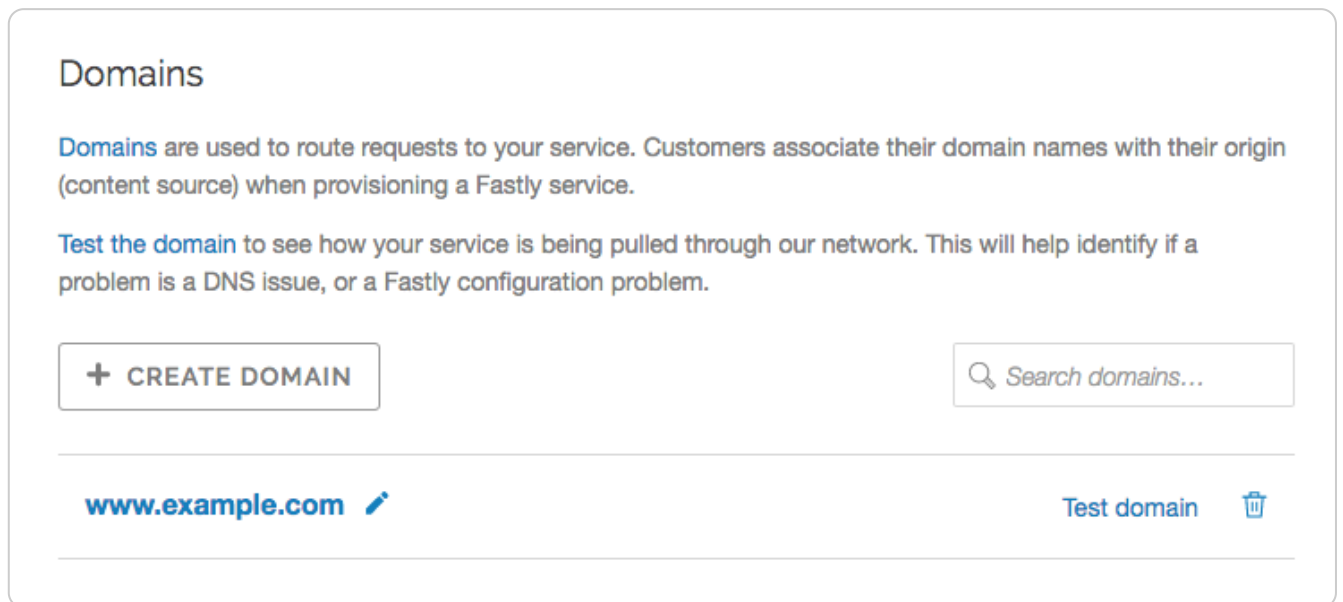 Domains
Domains are used to route requests to your service. Customers associate their domain names with their origin
(content source) when provisioning a Fastly service.
Test the domain to see how your service is being pulled through our network. This will help identify if a
problem is a DNS issue, or a Fastly configuration problem.
+ CREATE DOMAIN
Search domains...
www.example.com
Test domain